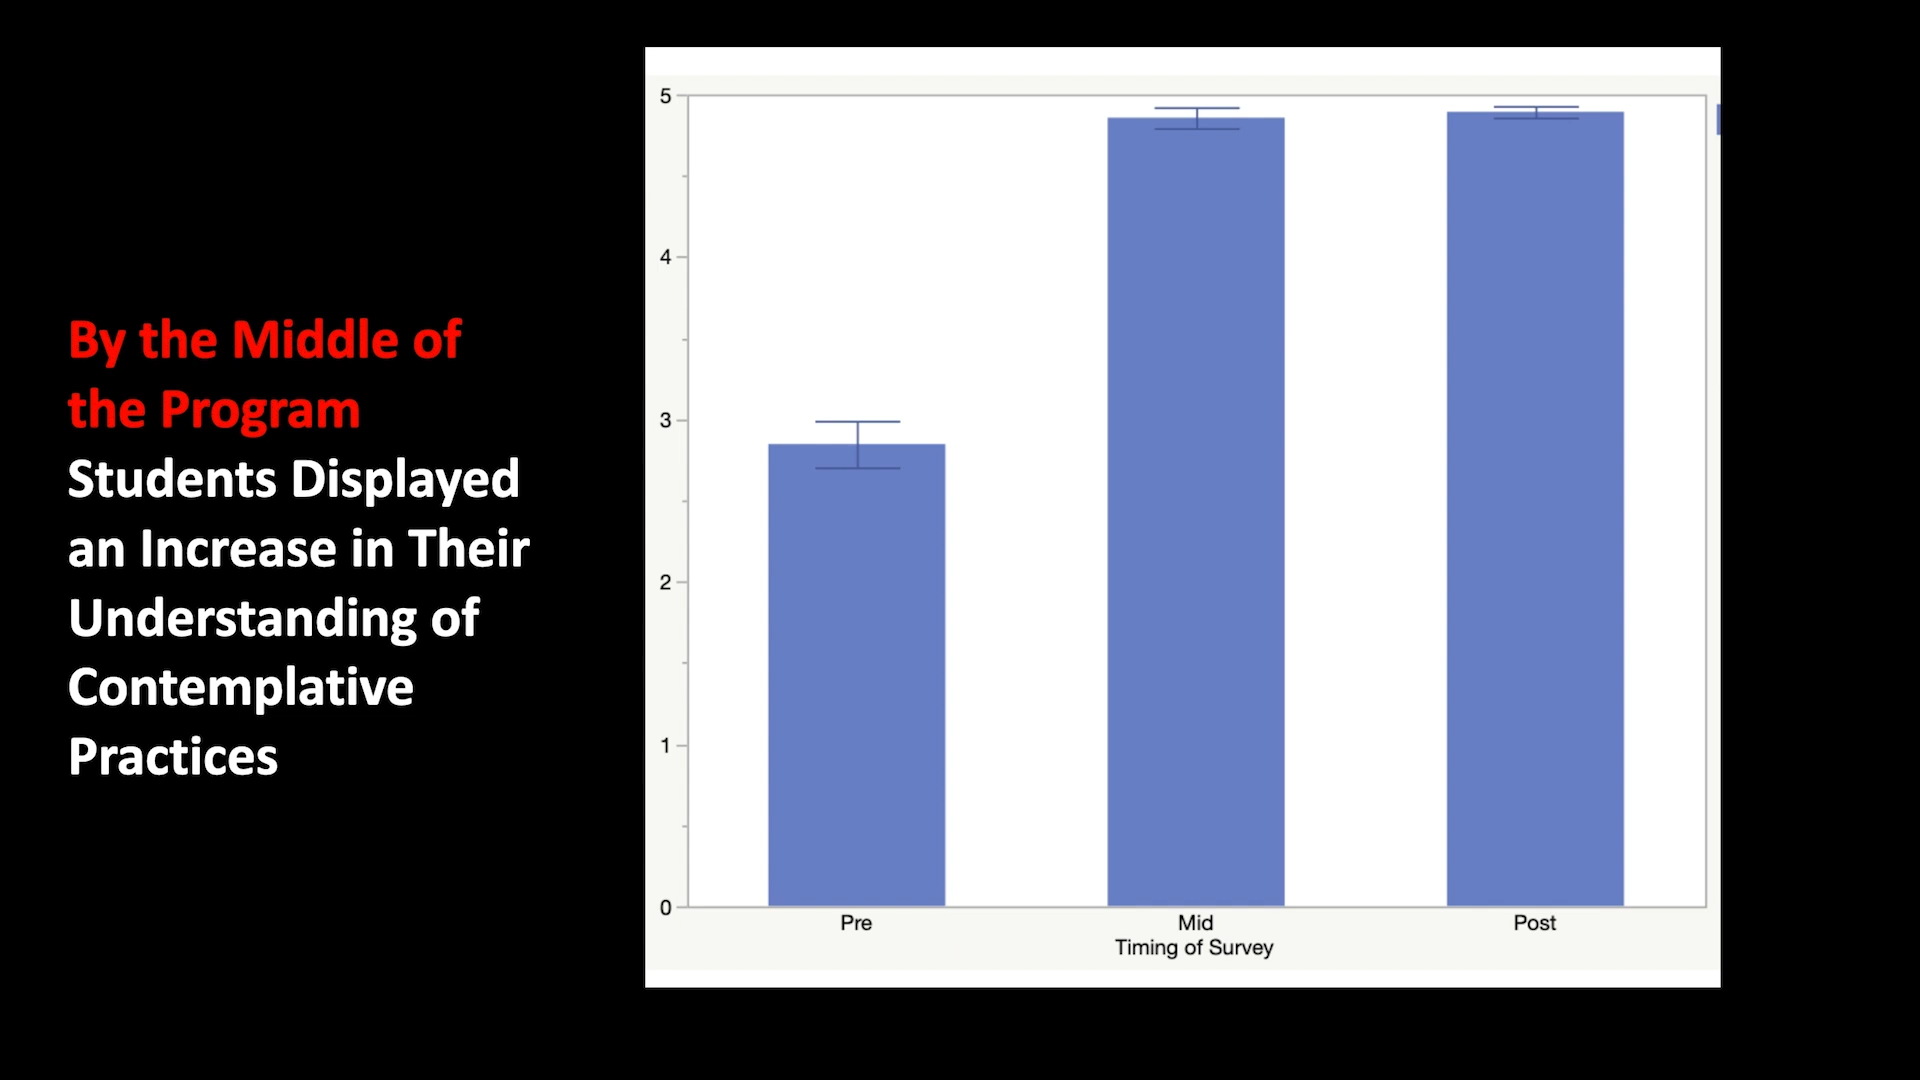 By the Middle of
the Program
Students Displayed
an Increase in Their
Understanding of
Contemplative
Practices
5
4
3
2
1
0
Pre
Mid
Post
Timing of Survey